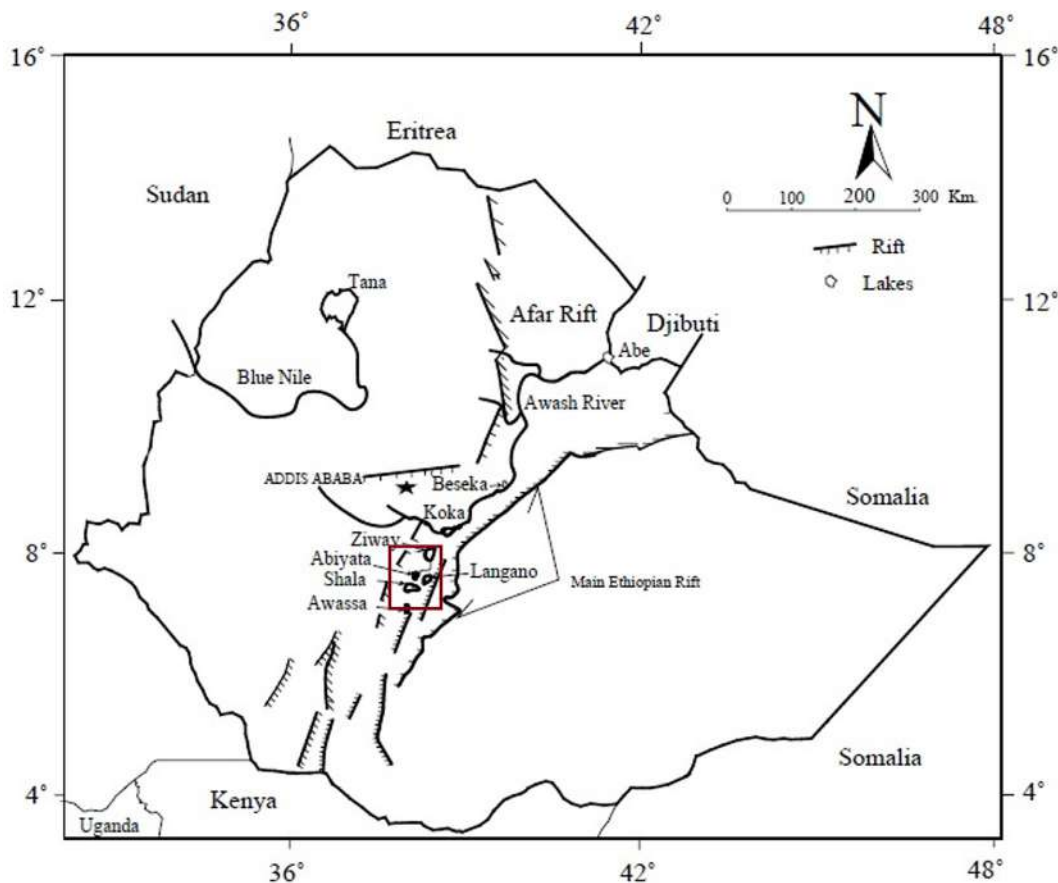 36° 42° 48°
16° 16°
N
Eritrea
Sudan
0 100 200 300 Km.
Rift
Lakes
Tana
12° 12°
Afar Rift
Djibuti
Abe
Blue Nile
Awash River
ADDIS ABABA
Beseka
Somalia
Koka
Ziway
8° 8°
Abiyata
Langano
Shala
Main Ethiopian Rift
Awassa
Somalia
4° 4°
Kenya
Uganda
36° 42° 48°